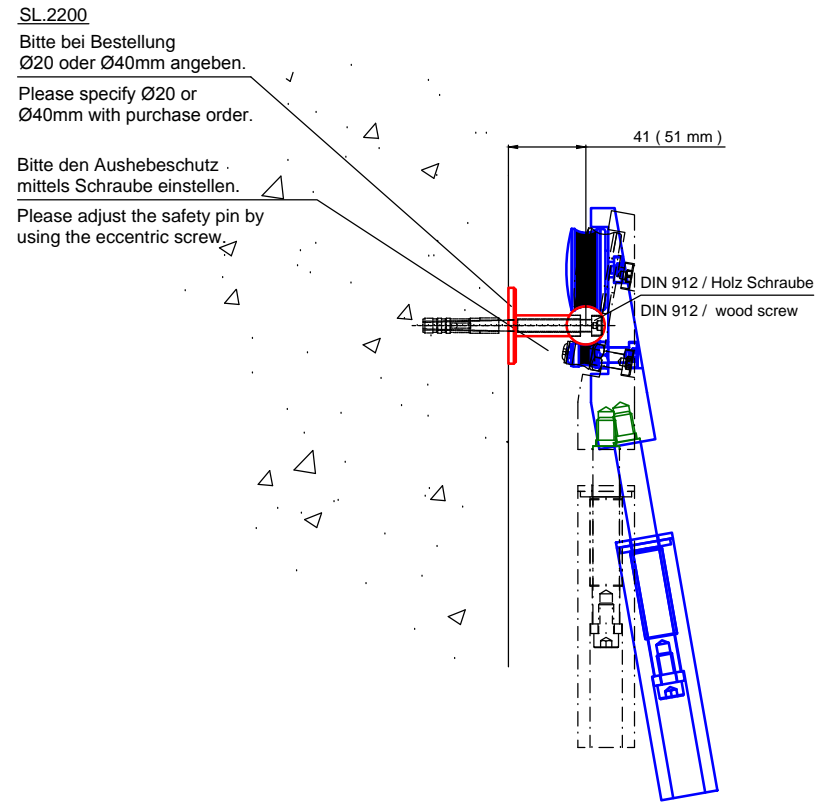 SL.2200
Bitte bei Bestellung
Ø20 oder Ø40mm angeben.
Please specify Ø20 or
Ø40mm with purchase order.
Bitte den Aushebeschutz
mittels Schraube einstellen.
Please adjust the safety pin by
using the eccentric screw.
41 ( 51 mm )
DIN 912 / Holz Schraube
DIN 912 / wood screw